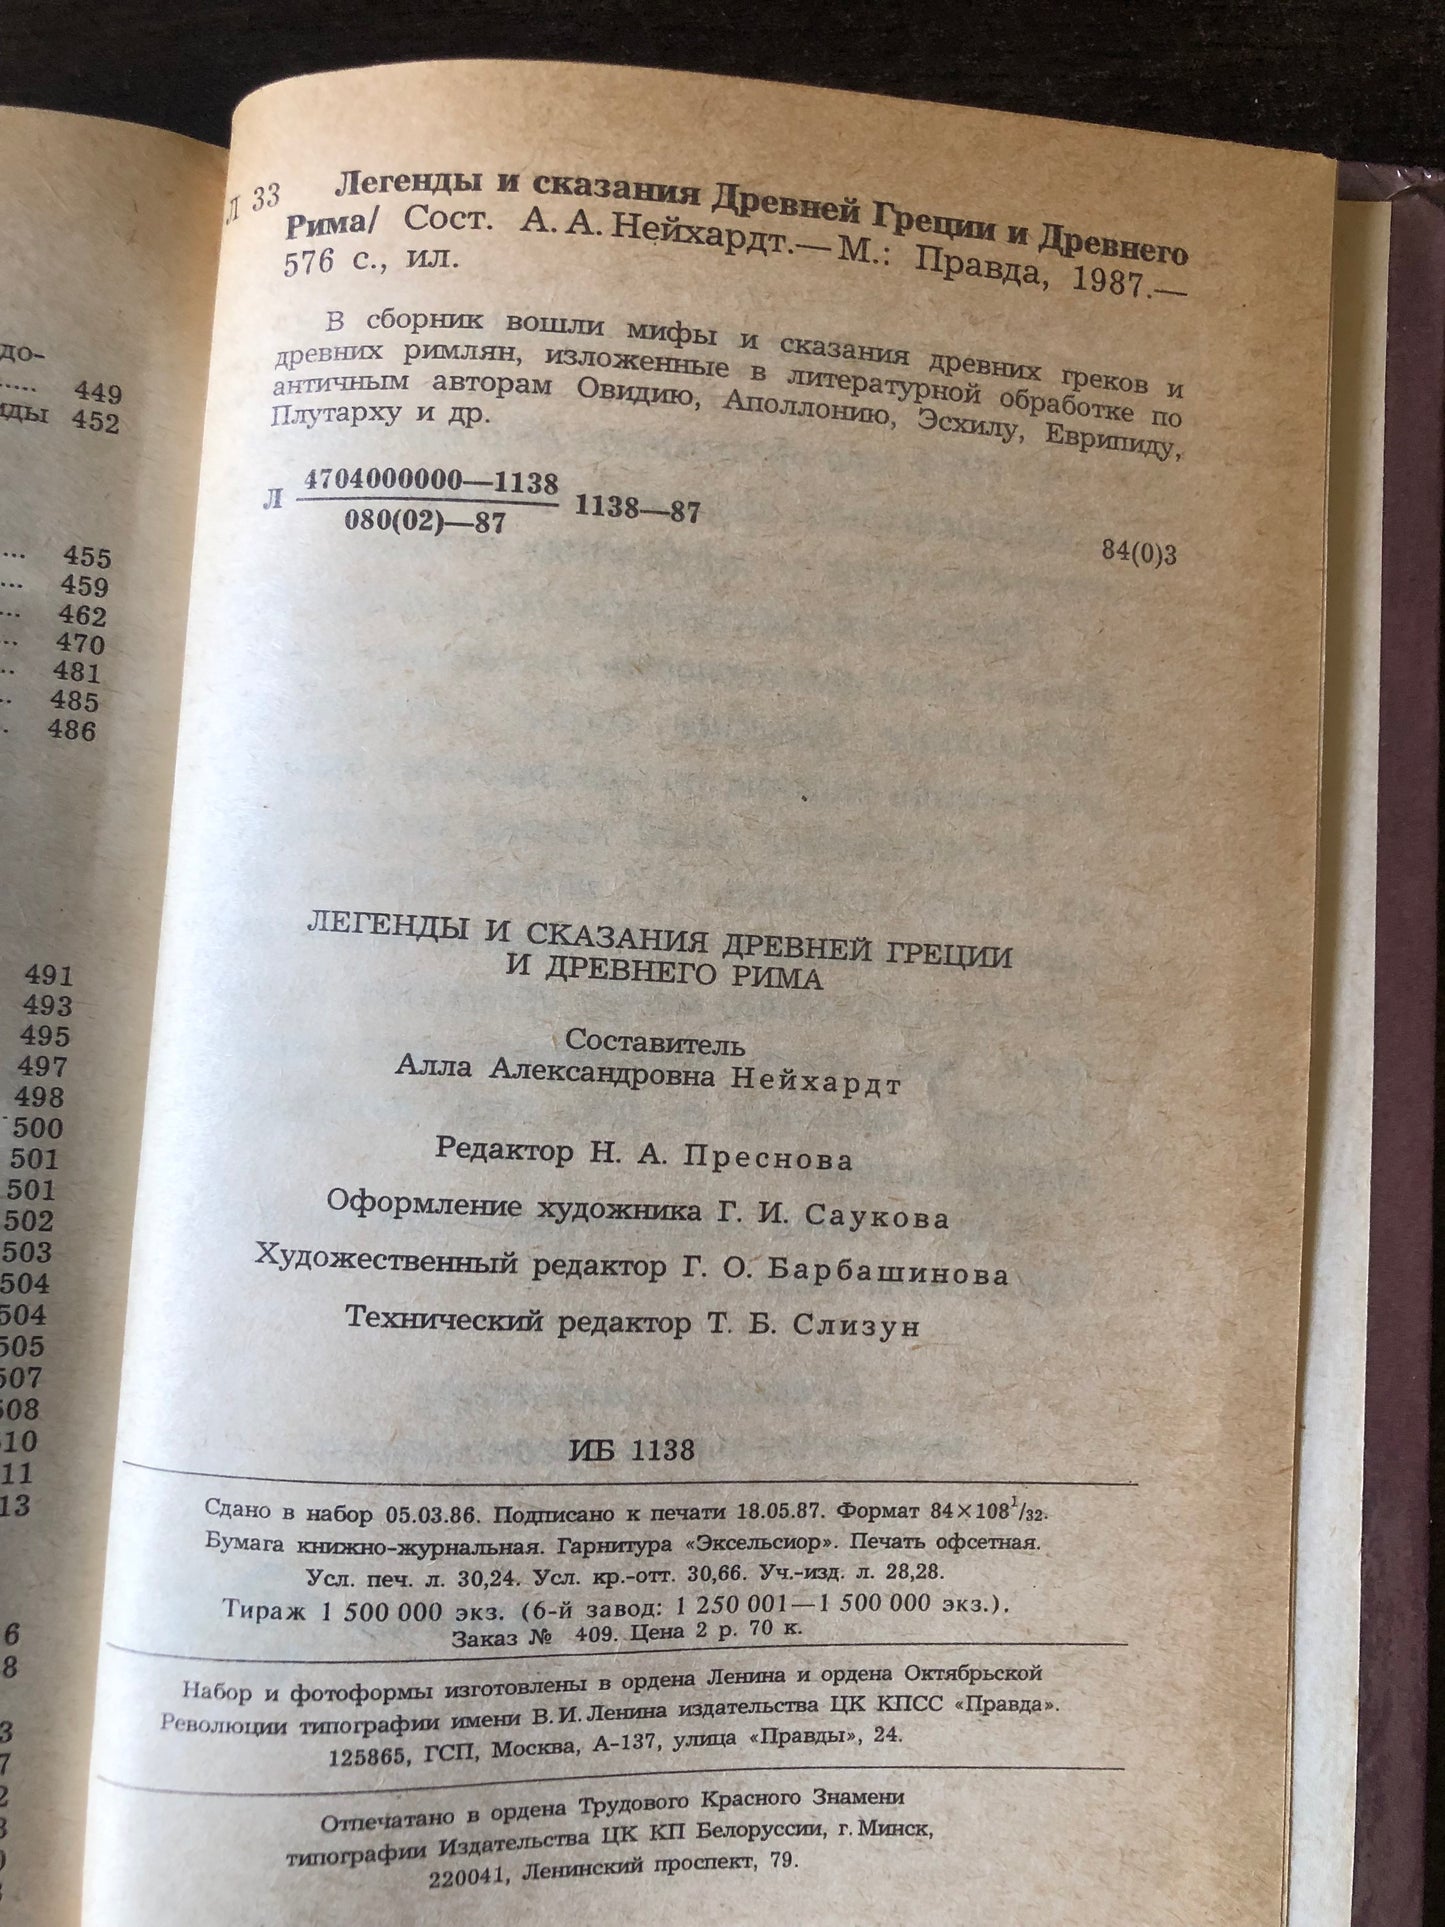 до-
..... 449
452
... 455
... 459
... 462
.. 470
.. 481
.. 485
. 486
491
493
495
497
498
500
501
501
502
503
504
504
505
507
508
Л 33
Легенды и сказания Древней Греции и Древнего
Рима/ Сост. А. А. Нейхардт.— М.: Правда, 1987.—
576 с., ил.
В сборник вошли мифы и сказания древних греков и
древних римлян, изложенные в литературной обработке по
античным авторам Овидию, Аполлонию, Эсхилу, Еврипиду,
Плутарху и др.
4704000000—1138
Л 1138—87
080(02)—87
84(0)3
ЛЕГЕНДЫ И СКАЗАНИЯ ДРЕВНЕЙ ГРЕЦИИ
И ДРЕВНЕГО РИМА
Составитель
Алла Александровна Нейхардт
Редактор Н. А. Преснова
Оформление художника Г. И. Саукова
Художественный редактор Г. О. Барбашинова
Технический редактор Т. Б. Слизун
ИБ 1138
Сдано в набор 05.03.86. Подписано к печати 18.05.87. Формат 84×108¹/₃₂.
Бумага книжно-журнальная. Гарнитура «Эксельсиор». Печать офсетная.
Усл. печ. л. 30,24. Усл. кр.-отт. 30,66. Уч.-изд. л. 28,28.
Тираж 1 500 000 экз. (6-й завод: 1 250 001—1 500 000 экз.).
Заказ № 409. Цена 2 р. 70 к.
Набор и фотоформы изготовлены в ордена Ленина и ордена Октябрьской
Революции типографии имени В. И. Ленина издательства ЦК КПСС «Правда».
125865, ГСП, Москва, А-137, улица «Правды», 24.
Отпечатано в ордена Трудового Красного Знамени
типографии Издательства ЦК КП Белоруссии, г. Минск,
220041, Ленинский проспект, 79.